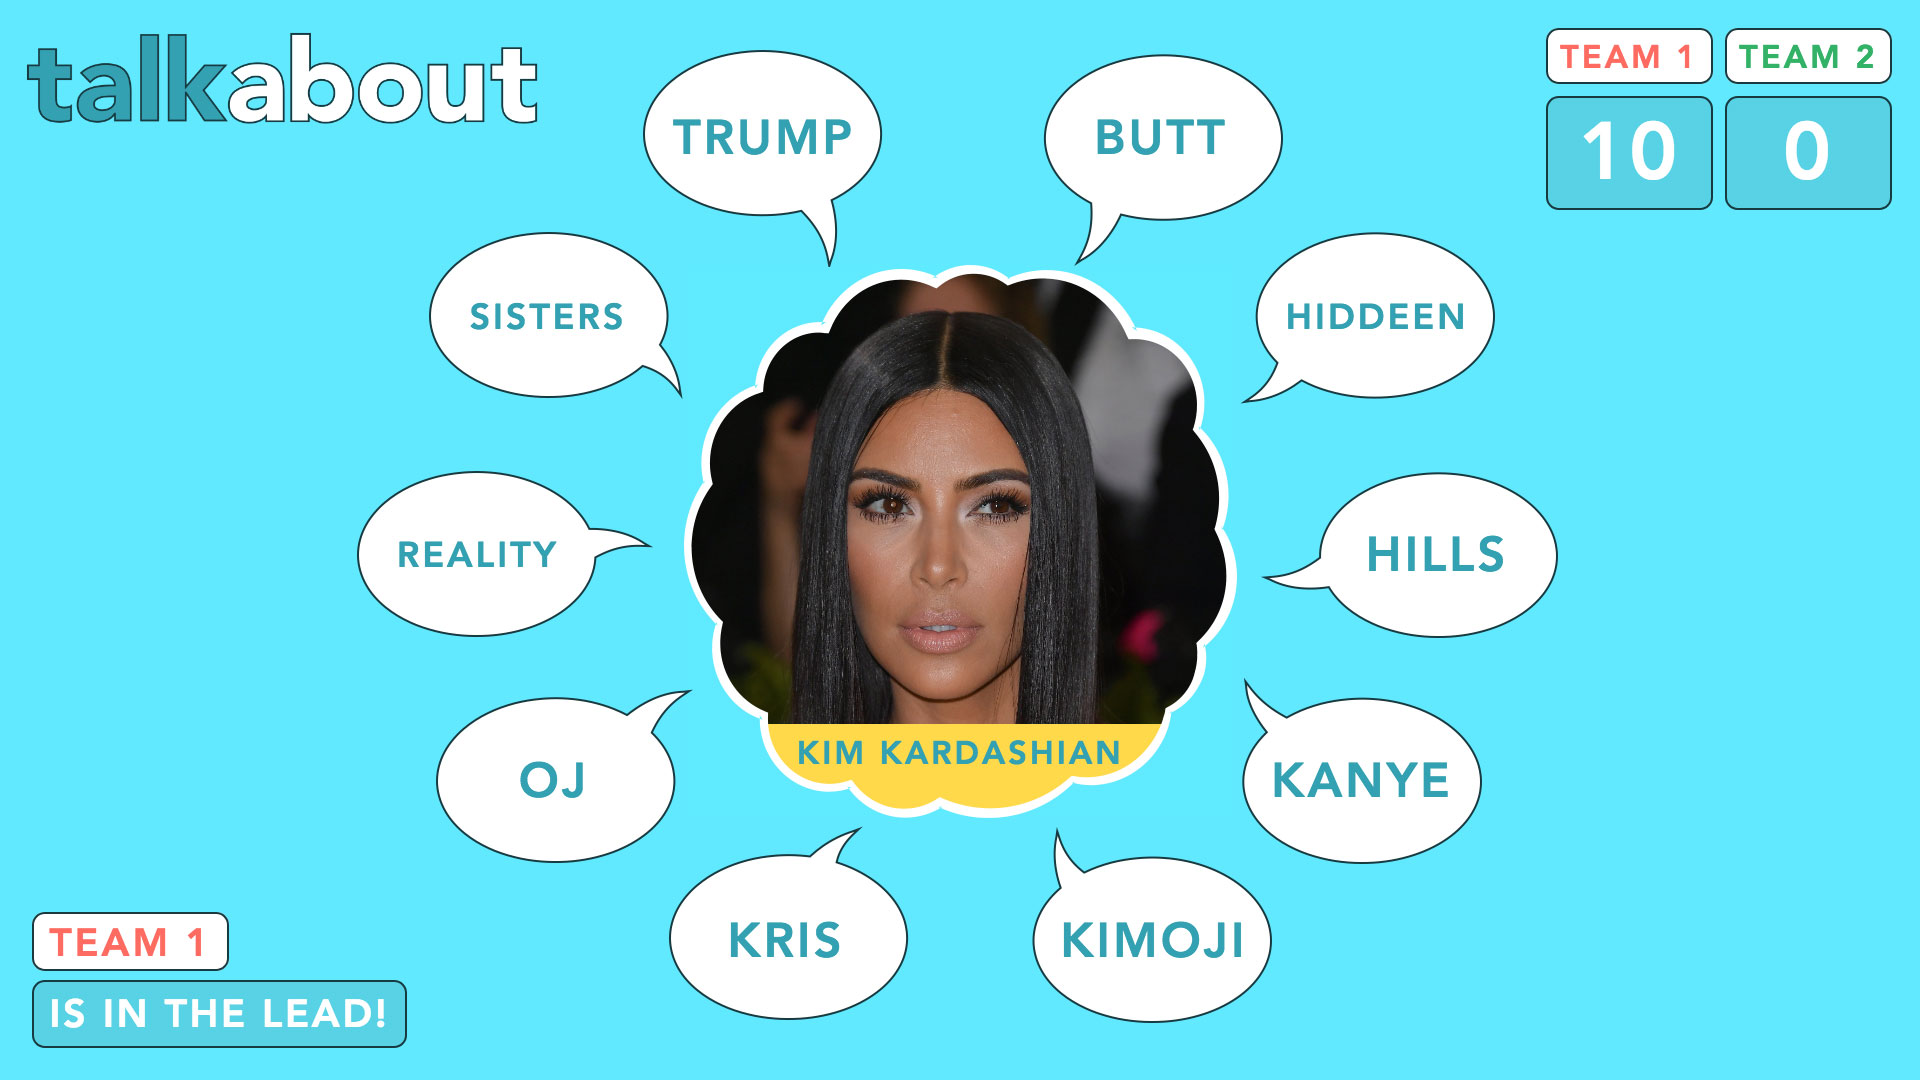 talkabout
TEAM 1
TEAM 2
10
0
TRUMP
BUTT
SISTERS
HIDDEEN
REALITY
HILLS
OJ
KANYE
KIM KARDASHIAN
KRIS
KIMOJI
TEAM 1
IS IN THE LEAD!